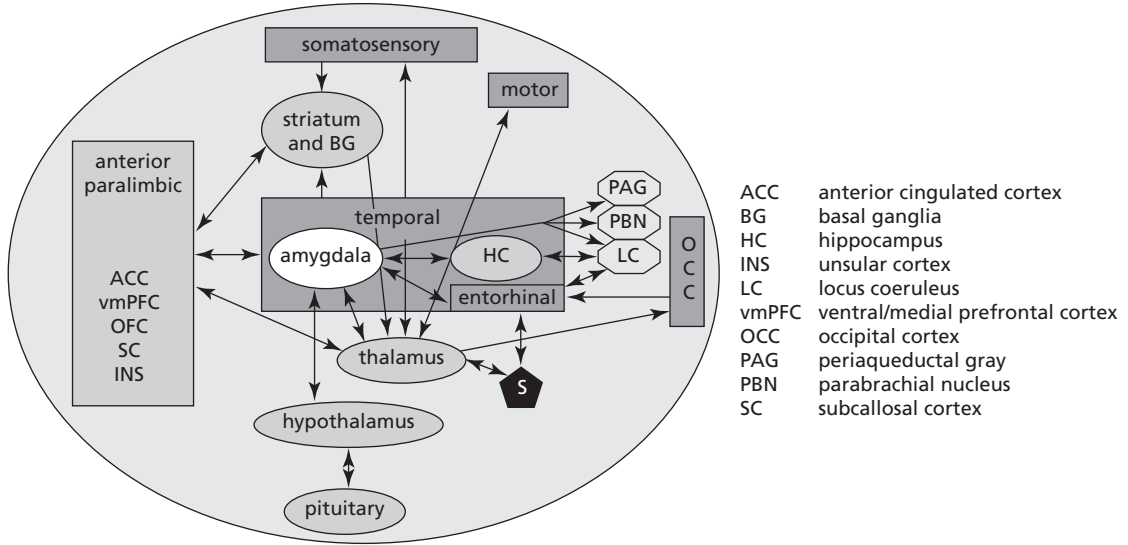 somatosensory
motor
striatum
and BG
anterior
paralimbic
ACC
vmPFC
OFC
SC
INS
temporal
amygdala
HC
entorhinal
PAG
PBN
LC
O
C
C
thalamus
S
hypothalamus
pituitary
ACC anterior cingulated cortex
BG basal ganglia
HC hippocampus
INS unsular cortex
LC locus coeruleus
vmPFC ventral/medial prefrontal cortex
OCC occipital cortex
PAG periaqueductal gray
PBN parabrachial nucleus
SC subcallosal cortex